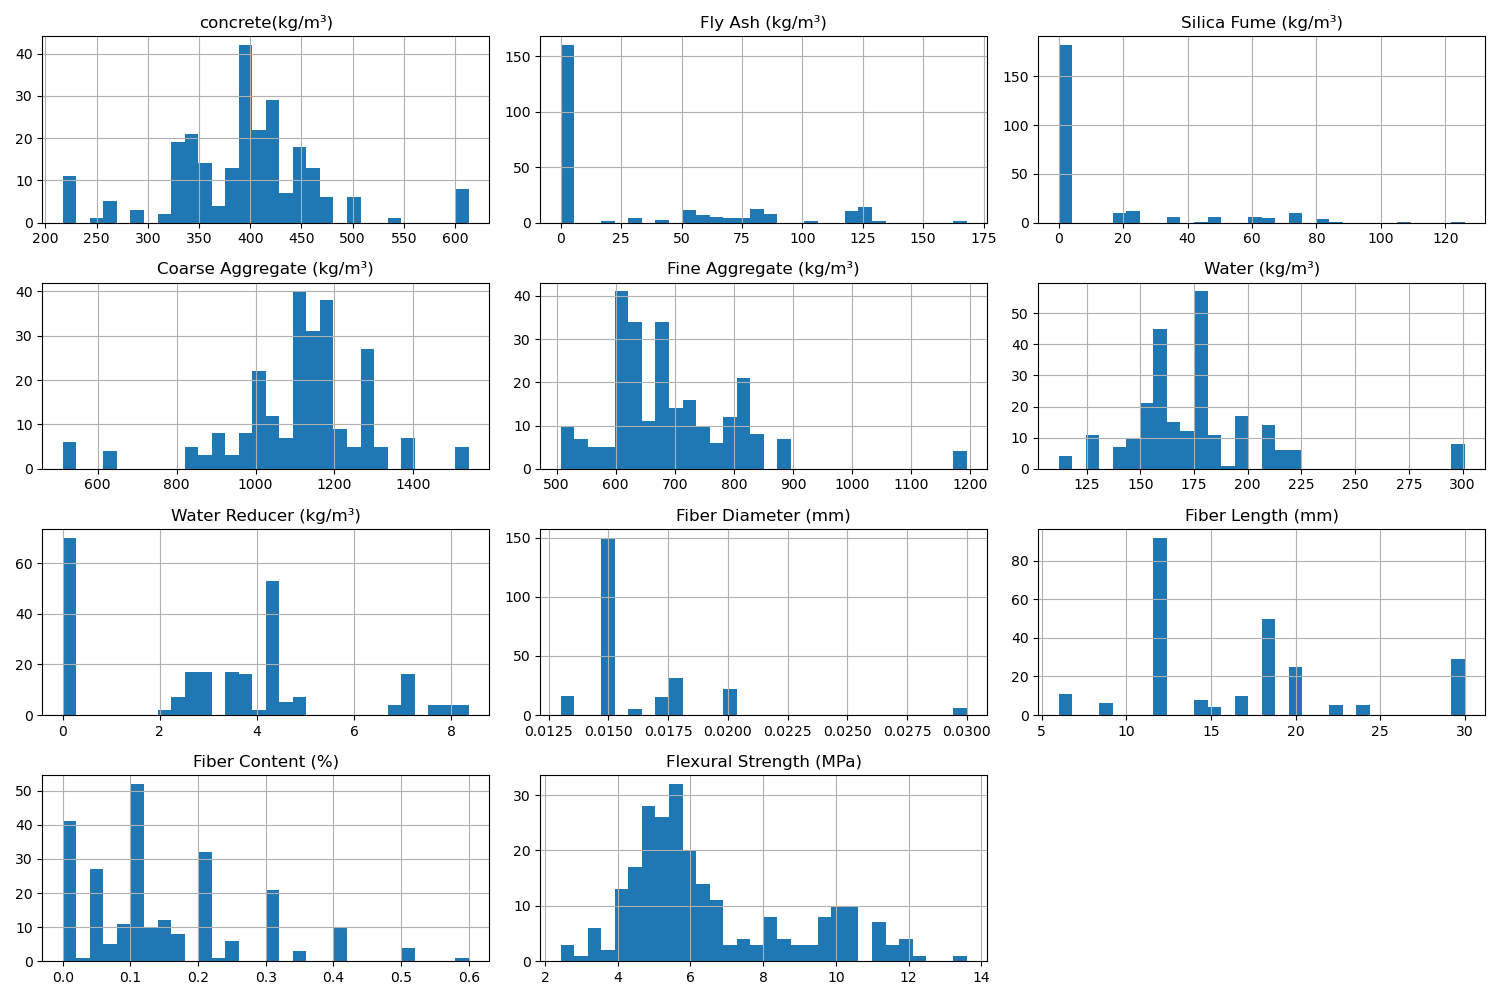 concrete(kg/m³)
40
30
20
10
0
200 250 300 350 400 450 500 550 600
Fly Ash (kg/m³)
150
100
50
0
0 25 50 75 100 125 150 175
Silica Fume (kg/m³)
150
100
50
0
0 20 40 60 80 100 120
Coarse Aggregate (kg/m³)
40
30
20
10
0
600 800 1000 1200 1400
Fine Aggregate (kg/m³)
40
30
20
10
0
500 600 700 800 900 1000 1100 1200
Water (kg/m³)
50
40
30
20
10
0
125 150 175 200 225 250 275 300
Water Reducer (kg/m³)
60
40
20
0
0 2 4 6 8
Fiber Diameter (mm)
150
100
50
0
0.0125 0.0150 0.0175 0.0200 0.0225 0.0250 0.0275 0.0300
Fiber Length (mm)
80
60
40
20
0
5 10 15 20 25 30
Fiber Content (%)
50
40
30
20
10
0
0.0 0.1 0.2 0.3 0.4 0.5 0.6
Flexural Strength (MPa)
30
20
10
0
2 4 6 8 10 12 14